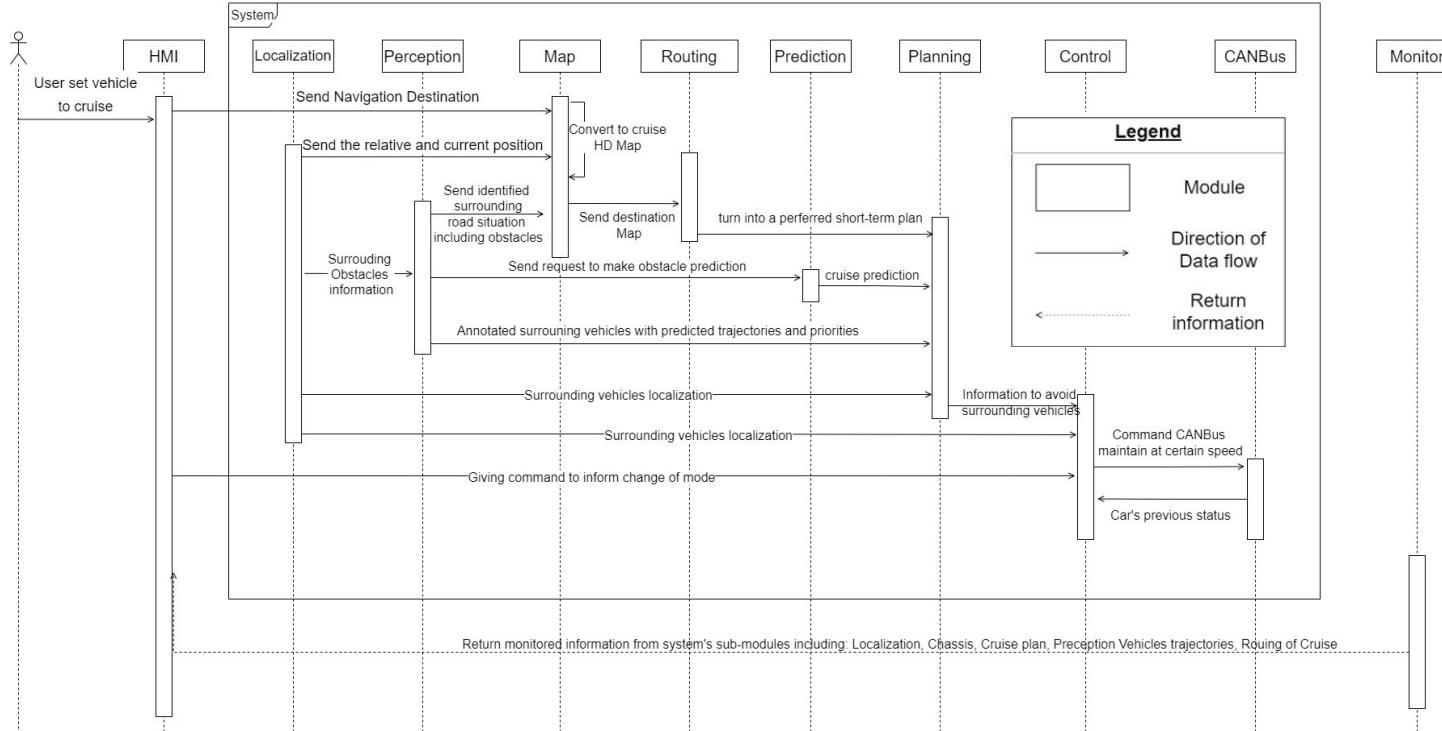 System
HMI
Localization
Perception
Map
Routing
Prediction
Planning
Control
CANBus
Monitor
User set vehicle
to cruise
Send Navigation Destination
Convert to cruise
HD Map
Send the relative and current position
Send identified
surrounding
road situation
including obstacles
Send destination
Map
turn into a perferred short-term plan
Surrouding
Obstacles
information
Send request to make obstacle prediction
cruise prediction
Annotated surrouning vehicles with predicted trajectories and priorities
Surrounding vehicles localization
Information to avoid
surrounding vehicles
Surrounding vehicles localization
Command CANBus
maintain at certain speed
Giving command to inform change of mode
Car's previous status
Return monitored information from system's sub-modules including: Localization, Chassis, Cruise plan, Preception Vehicles trajectories, Rouing of Cruise
Legend
Module
Direction of
Data flow
Return
information